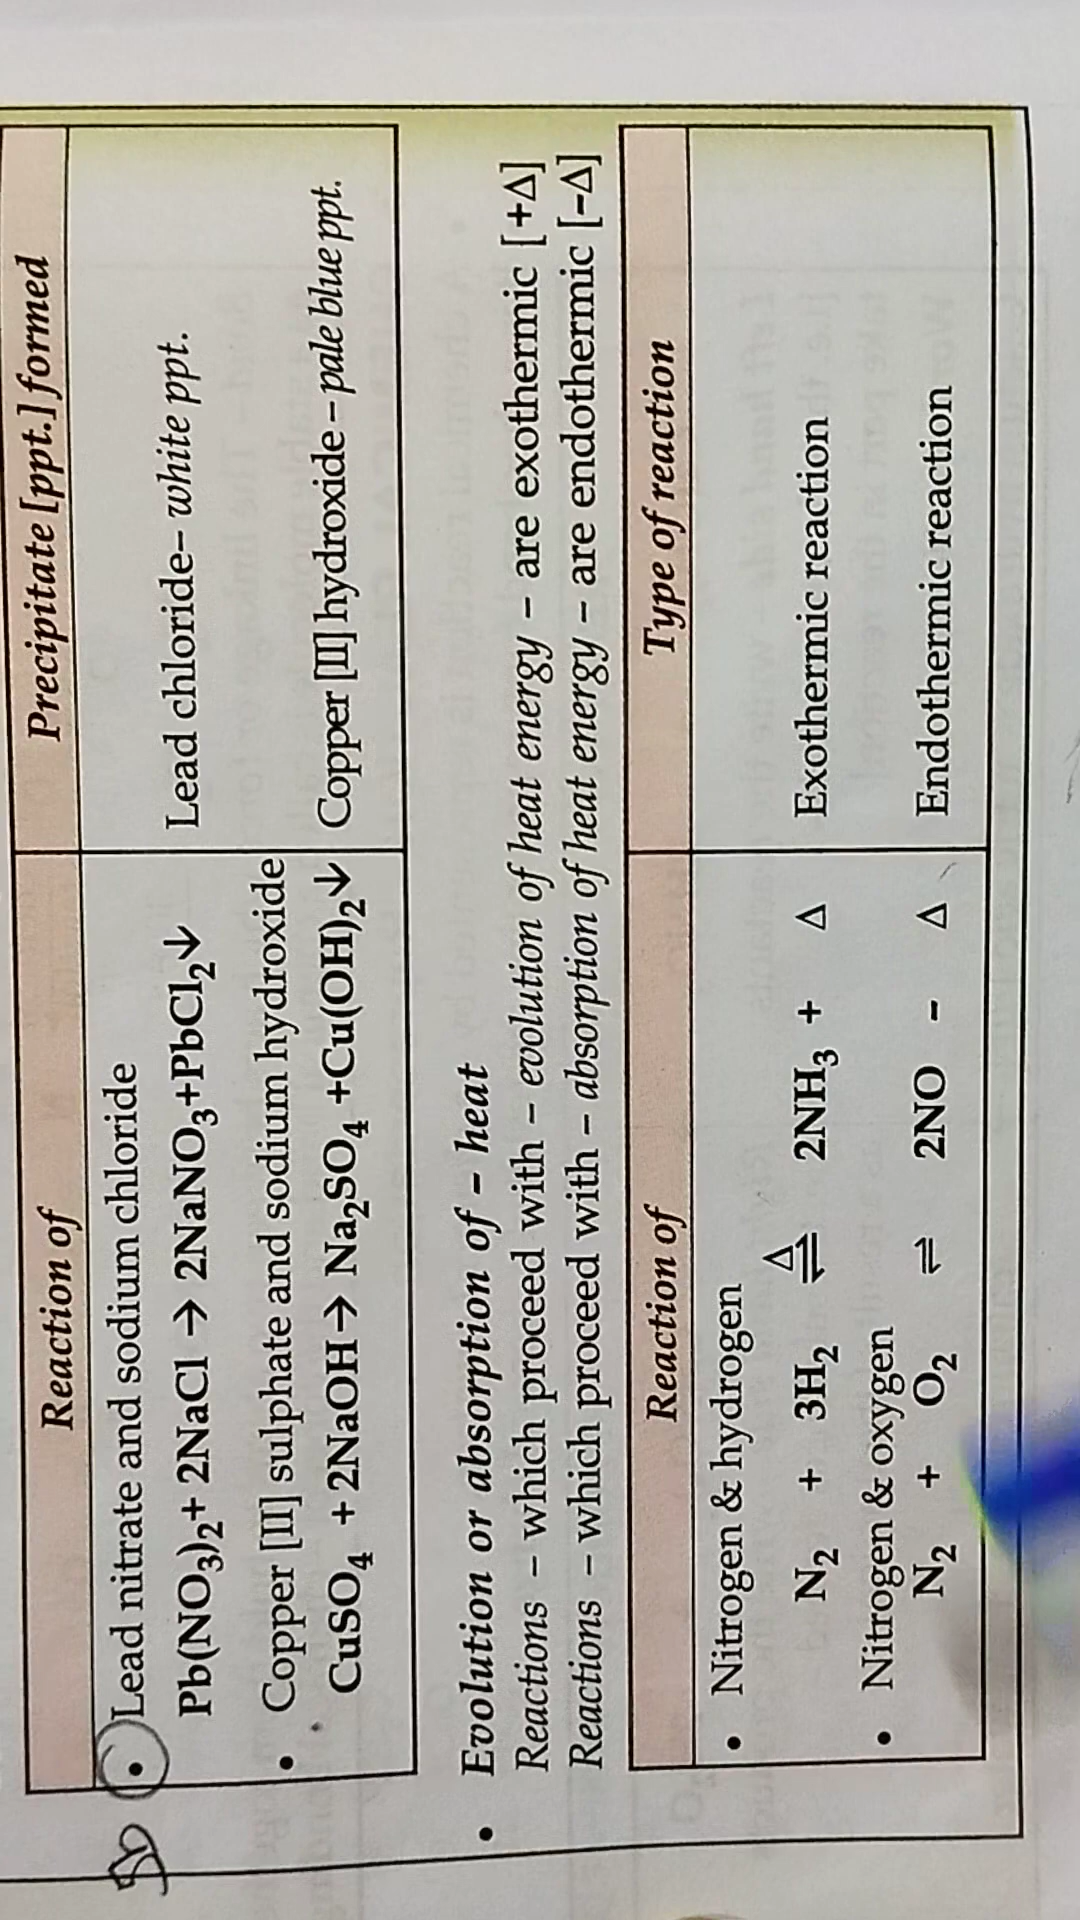 Reaction of Precipitate [ppt.] formed
• Lead nitrate and sodium chloride
Pb(NO₃)₂+ 2NaCl → 2NaNO₃+PbCl₂↓ Lead chloride– white ppt.
• Copper [II] sulphate and sodium hydroxide
CuSO₄ +2NaOH→ Na₂SO₄ +Cu(OH)₂↓ Copper [II] hydroxide – pale blue ppt.
• Evolution or absorption of – heat
Reactions – which proceed with – evolution of heat energy – are exothermic [+Δ]
Reactions – which proceed with – absorption of heat energy – are endothermic [–Δ]
Reaction of Type of reaction
• Nitrogen & hydrogen
N₂ + 3H₂ ⇌ Δ 2NH₃ + Δ Exothermic reaction
• Nitrogen & oxygen
N₂ + O₂ ⇌ 2NO – Δ Endothermic reaction